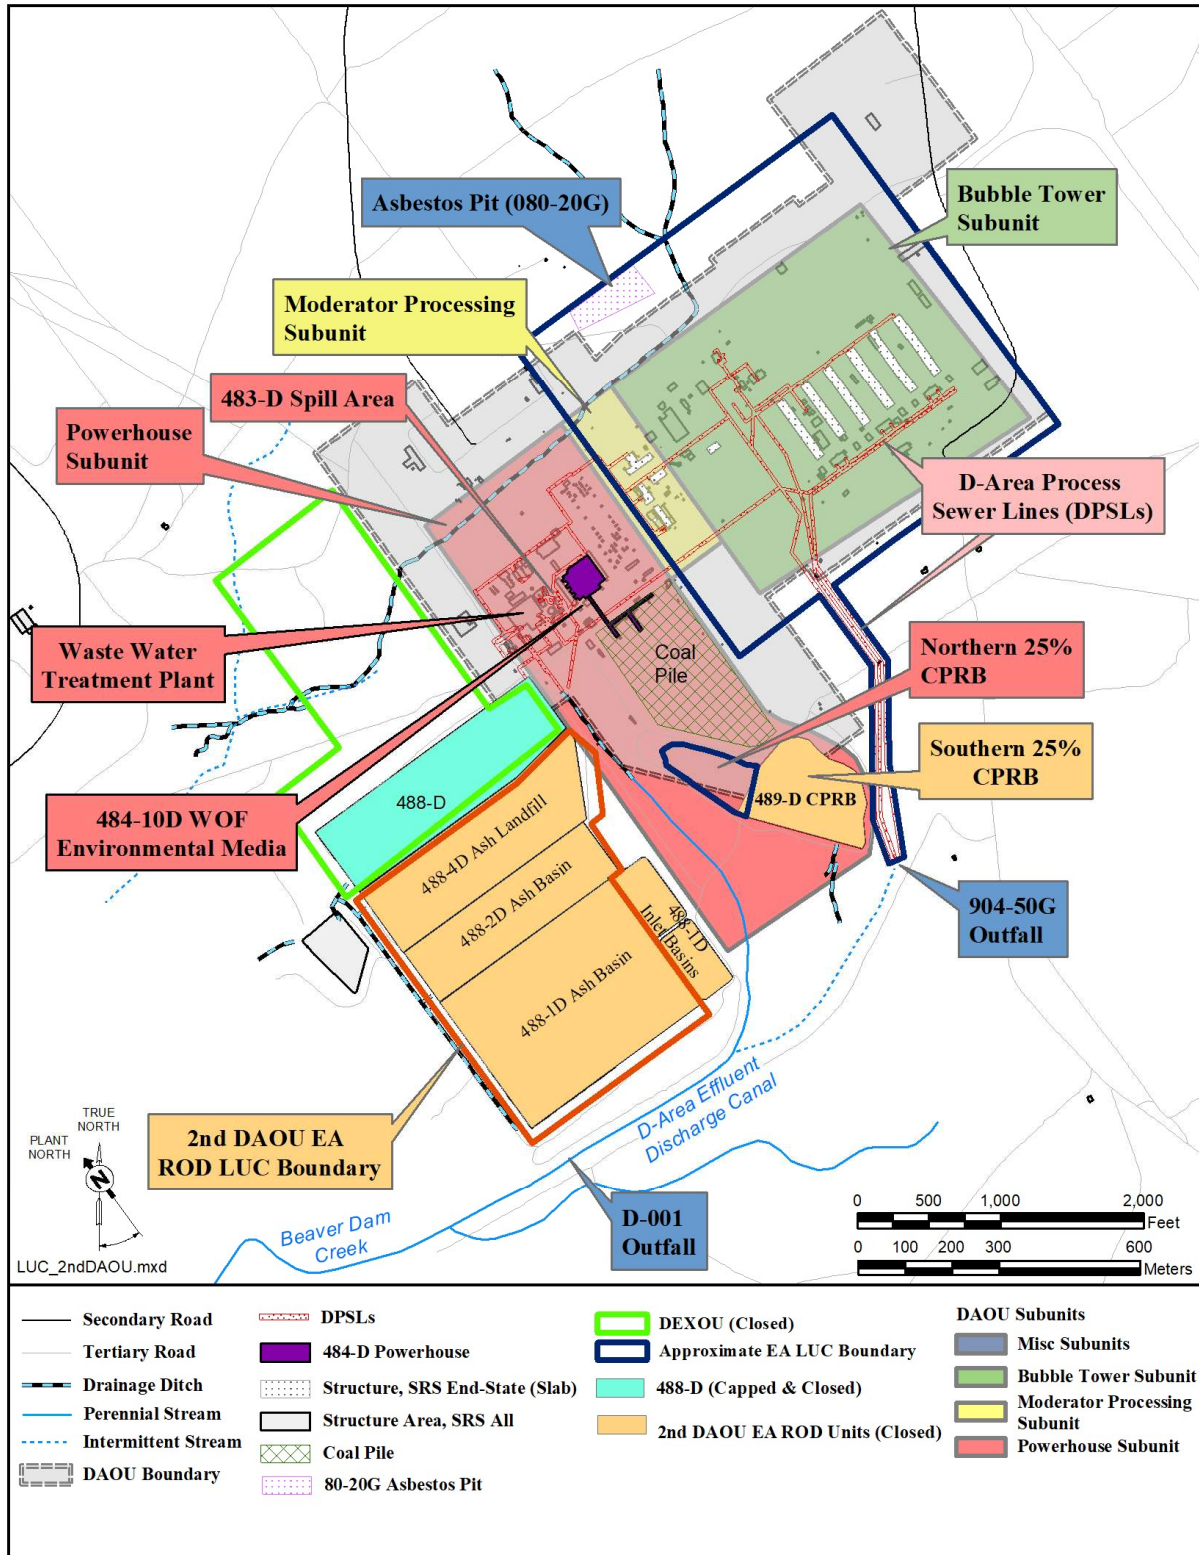 Asbestos Pit (080-20G)
Bubble Tower
Subunit
Moderator Processing
Subunit
483-D Spill Area
Powerhouse
Subunit
D-Area Process
Sewer Lines (DPSLs)
Waste Water
Treatment Plant
Coal
Pile
Northern 25%
CPRB
Southern 25%
CPRB
484-10D WOF
Environmental Media
488-D
489-D CPRB
488-4D Ash Landfill
488-2D Ash Basin
488-1D Ash Basin
488-1D
Inlet Basins
904-50G
Outfall
2nd DAOU EA
ROD LUC Boundary
D-Area Effluent
Discharge Canal
D-001
Outfall
Beaver Dam
Creek
TRUE
NORTH
PLANT
NORTH
N
LUC_2ndDAOU.mxd
0 500 1,000 2,000
Feet
0 100 200 300 600
Meters
Secondary Road
Tertiary Road
Drainage Ditch
Perennial Stream
Intermittent Stream
DAOU Boundary
DPSLs
484-D Powerhouse
Structure, SRS End-State (Slab)
Structure Area, SRS All
Coal Pile
80-20G Asbestos Pit
DEXOU (Closed)
Approximate EA LUC Boundary
488-D (Capped & Closed)
2nd DAOU EA ROD Units (Closed)
DAOU Subunits
Misc Subunits
Bubble Tower Subunit
Moderator Processing
Subunit
Powerhouse Subunit